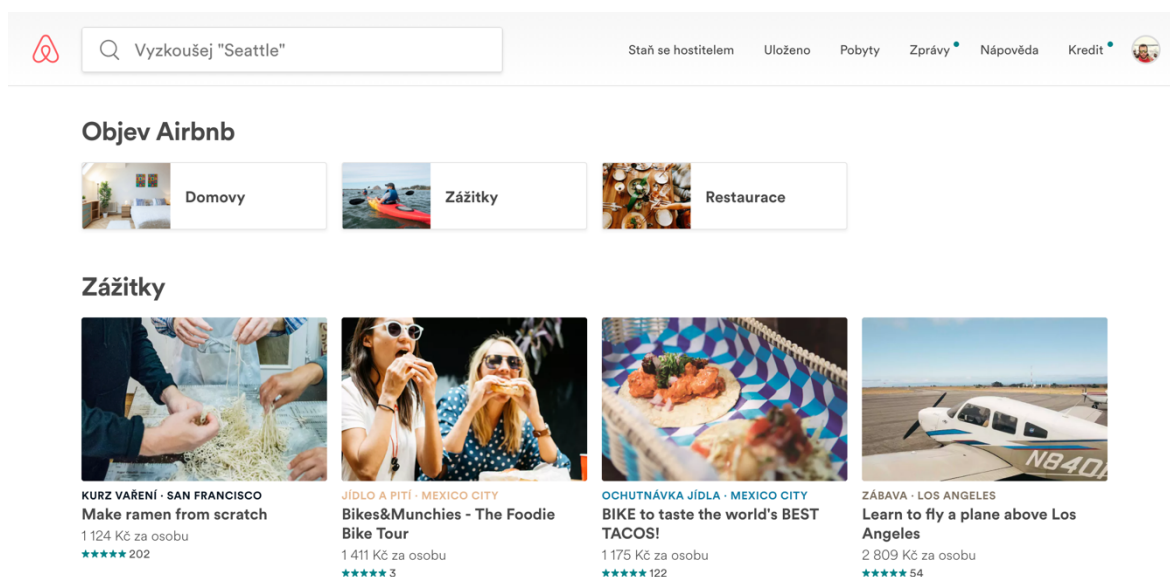 Vyzkoušej "Seattle"
Staň se hostitelem
Uloženo
Pobyty
Zprávy
Nápověda
Kredit
Objev Airbnb
Domovy
Zážitky
Restaurace
Zážitky
KURZ VAŘENÍ · SAN FRANCISCO
Make ramen from scratch
1 124 Kč za osobu
★★★★★ 202
JÍDLO A PITÍ · MEXICO CITY
Bikes&Munchies - The Foodie
Bike Tour
1 411 Kč za osobu
★★★★★ 3
OCHUTNÁVKA JÍDLA · MEXICO CITY
BIKE to taste the world's BEST
TACOS!
1 175 Kč za osobu
★★★★★ 122
N840
ZÁBAVA · LOS ANGELES
Learn to fly a plane above Los
Angeles
2 809 Kč za osobu
★★★★★ 54